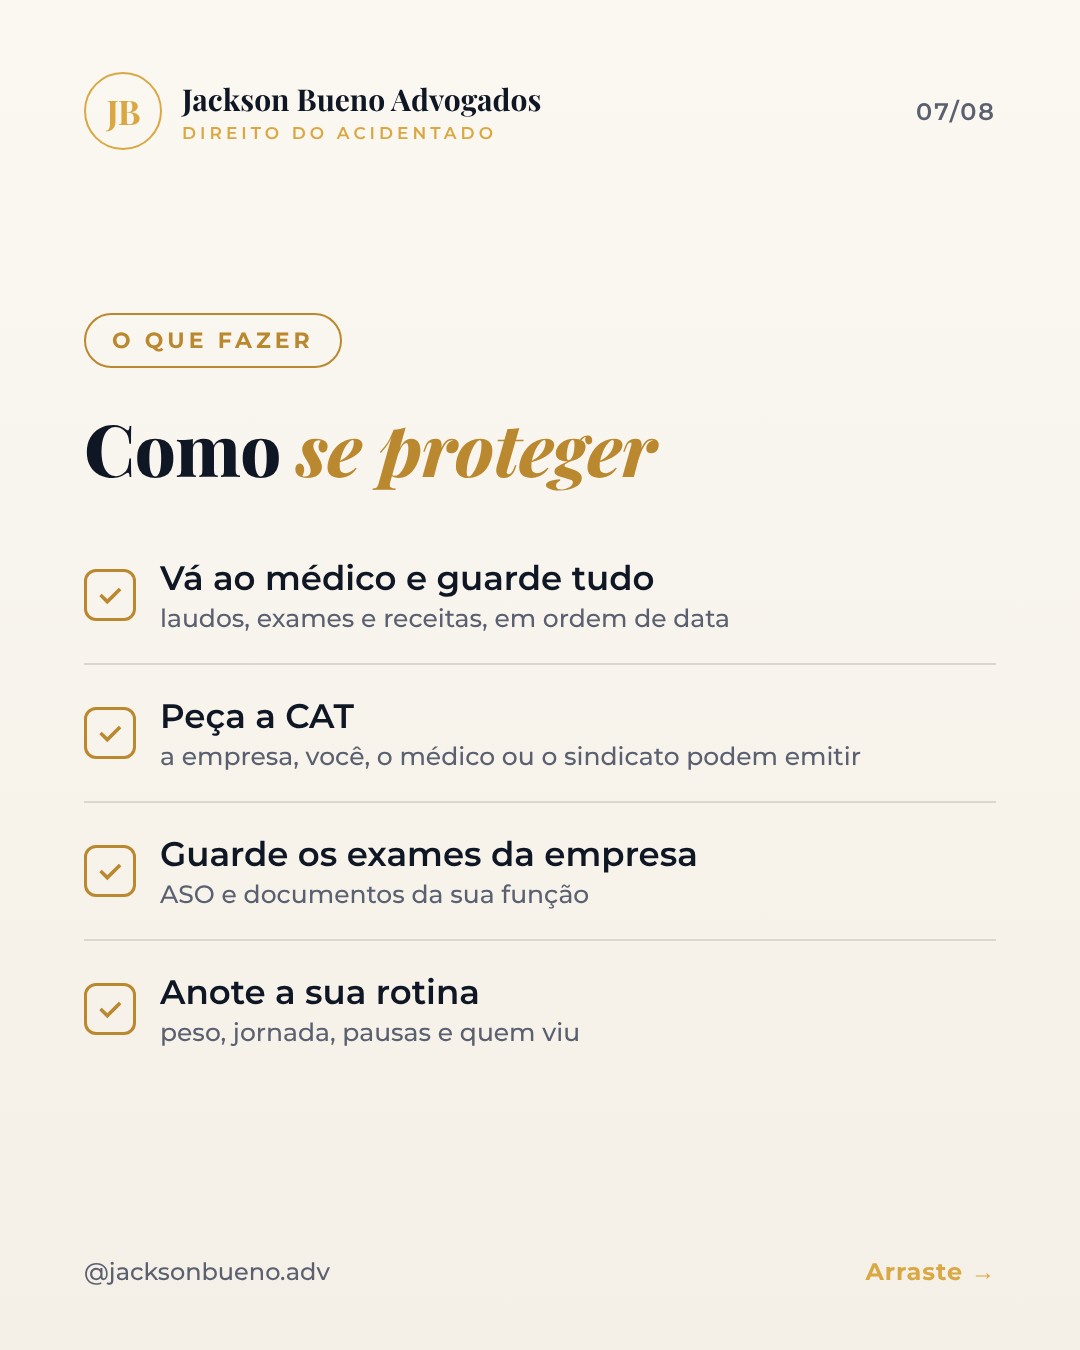 JB
Jackson Bueno Advogados
DIREITO DO ACIDENTADO
07/08
O QUE FAZER
Como se proteger
Vá ao médico e guarde tudo
laudos, exames e receitas, em ordem de data
Peça a CAT
a empresa, você, o médico ou o sindicato podem emitir
Guarde os exames da empresa
ASO e documentos da sua função
Anote a sua rotina
peso, jornada, pausas e quem viu
@jacksonbueno.adv
Arraste →